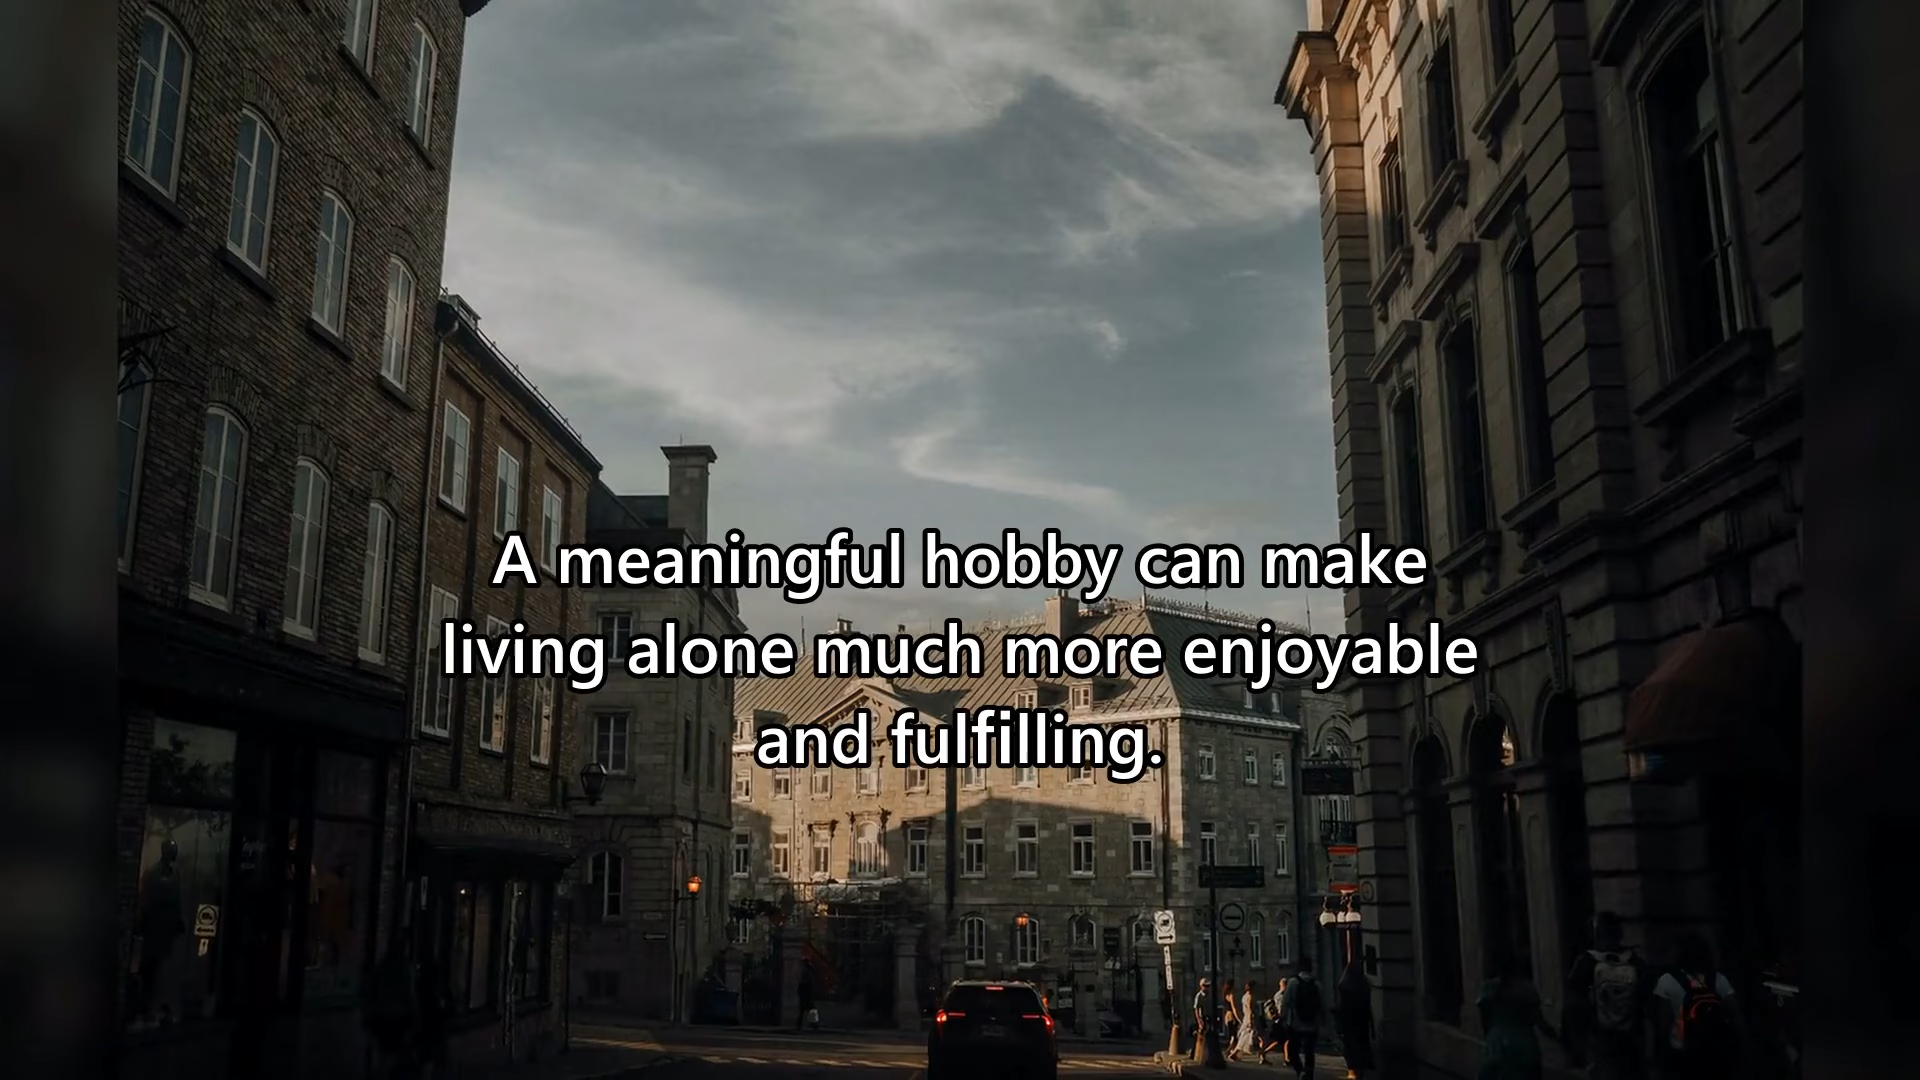 A meaningful hobby can make
living alone much more enjoyable
and fulfilling.